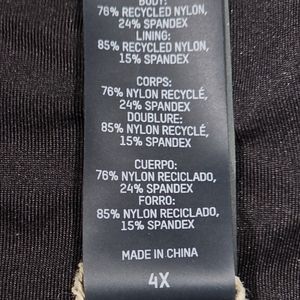 BODY:
76% RECYCLED NYLON,
24% SPANDEX
LINING:
85% RECYCLED NYLON,
15% SPANDEX
CORPS:
76% NYLON RECYCLÉ,
24% SPANDEX
DOUBLURE:
85% NYLON RECYCLÉ,
15% SPANDEX
CUERPO:
76% NYLON RECICLADO,
24% SPANDEX
FORRO:
85% NYLON RECICLADO,
15% SPANDEX
MADE IN CHINA
4X